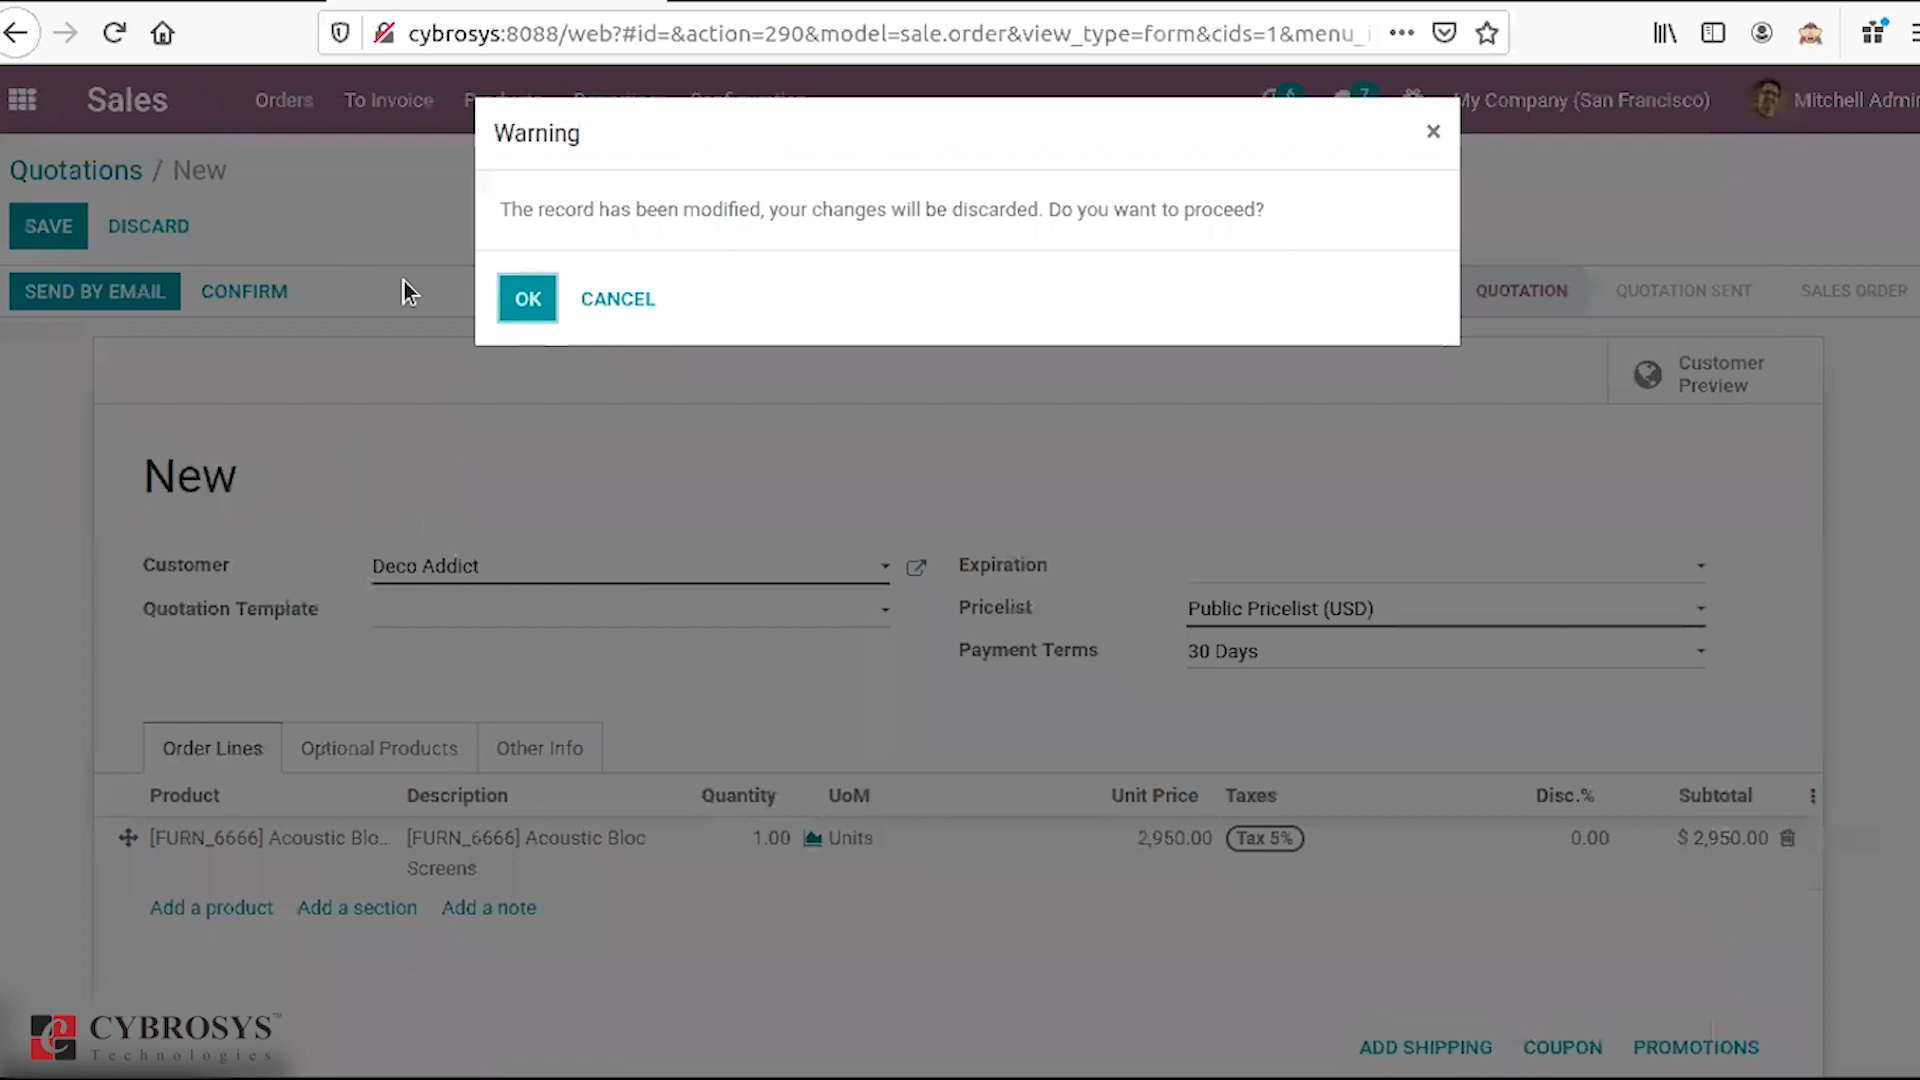 cybrosys:8088/web?#id=&action=290&model=sale.order&view_type=form&cids=1&menu_i
Sales
Orders
To Invoice
6
7
My Company (San Francisco)
Mitchell Admin
Warning
×
Quotations / New
The record has been modified, your changes will be discarded. Do you want to proceed?
SAVE
DISCARD
SEND BY EMAIL
CONFIRM
OK
CANCEL
QUOTATION
QUOTATION SENT
SALES ORDER
Customer
Preview
New
Customer
Deco Addict
Expiration
Quotation Template
Pricelist
Public Pricelist (USD)
Payment Terms
30 Days
Order Lines
Optional Products
Other Info
Product
Description
Quantity
UoM
Unit Price
Taxes
Disc.%
Subtotal
[FURN_6666] Acoustic Blo...
[FURN_6666] Acoustic Bloc
Screens
1.00
Units
2,950.00
Tax 5%
0.00
$ 2,950.00
Add a product
Add a section
Add a note
CYBROSYS™
Technologies
ADD SHIPPING
COUPON
PROMOTIONS